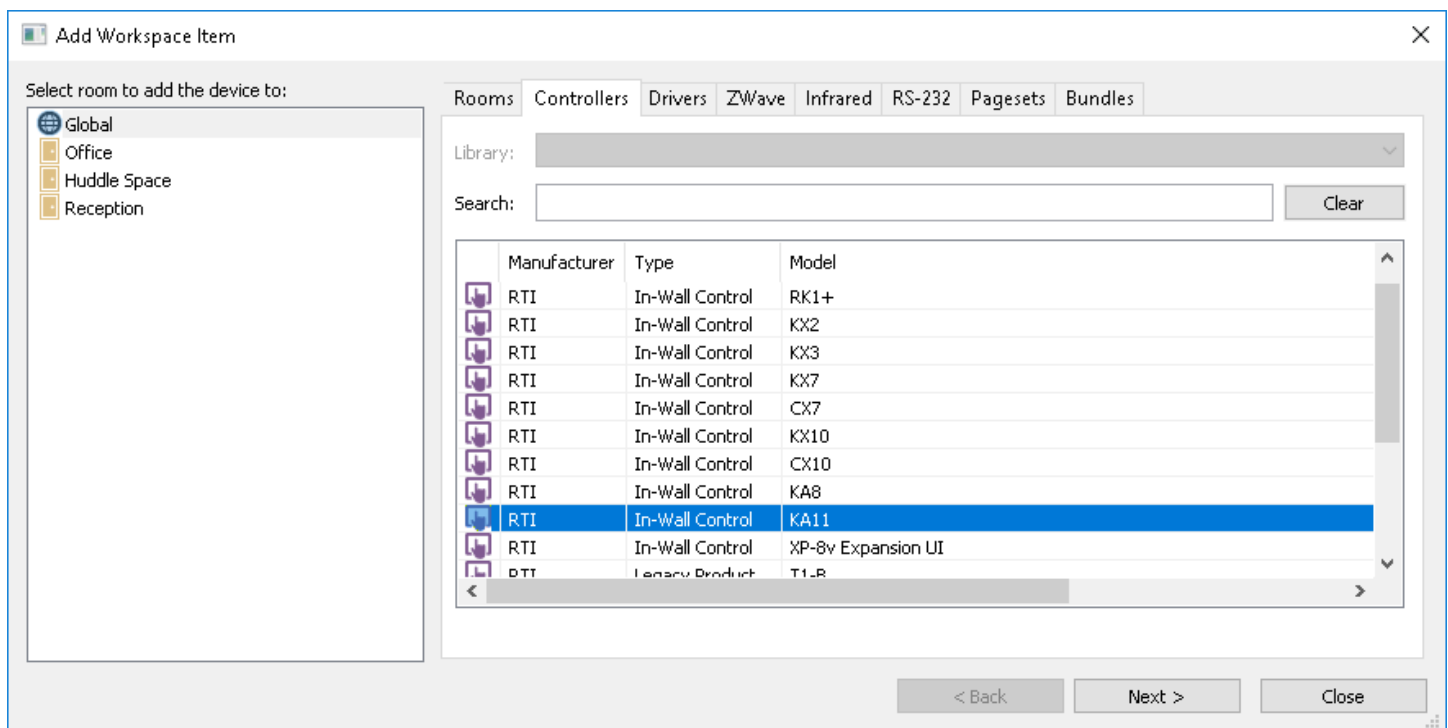 Add Workspace Item
Select room to add the device to:
Global
Office
Huddle Space
Reception
Rooms Controllers Drivers ZWave Infrared RS-232 Pagesets Bundles
Library:
Search: Clear
Manufacturer Type Model
RTI In-Wall Control RK1+
RTI In-Wall Control KX2
RTI In-Wall Control KX3
RTI In-Wall Control KX7
RTI In-Wall Control CX7
RTI In-Wall Control KX10
RTI In-Wall Control CX10
RTI In-Wall Control KA8
RTI In-Wall Control KA11
RTI In-Wall Control XP-8v Expansion UI
RTI Legacy Product T1-B
< Back Next > Close